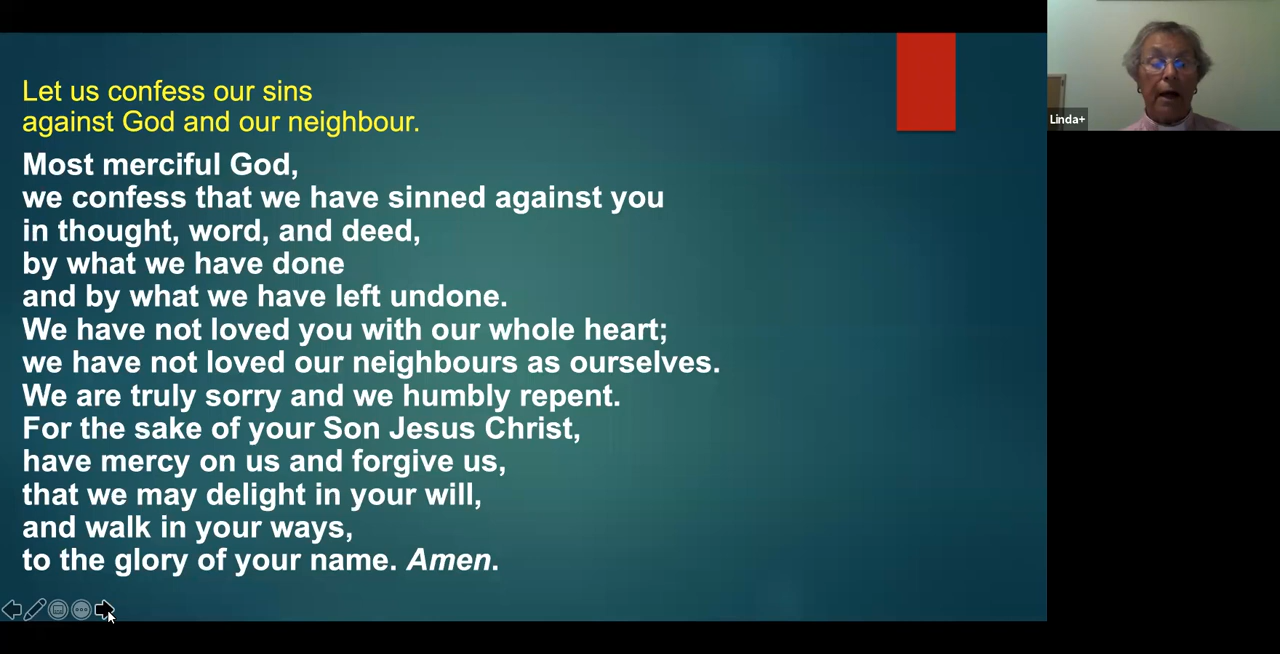 Let us confess our sins
against God and our neighbour.
Most merciful God,
we confess that we have sinned against you
in thought, word, and deed,
by what we have done
and by what we have left undone.
We have not loved you with our whole heart;
we have not loved our neighbours as ourselves.
We are truly sorry and we humbly repent.
For the sake of your Son Jesus Christ,
have mercy on us and forgive us,
that we may delight in your will,
and walk in your ways,
to the glory of your name. Amen.
Linda+